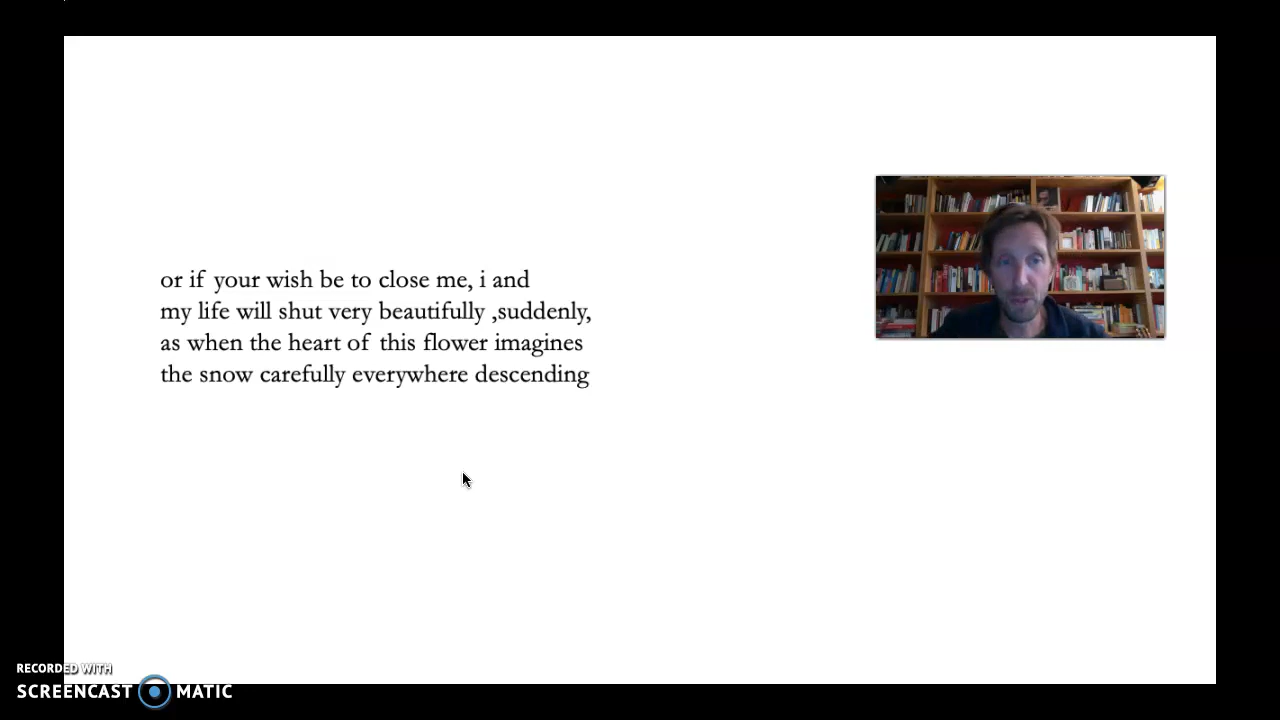 or if your wish be to close me, i and
my life will shut very beautifully ,suddenly,
as when the heart of this flower imagines
the snow carefully everywhere descending
RECORDED WITH
SCREENCAST MATIC